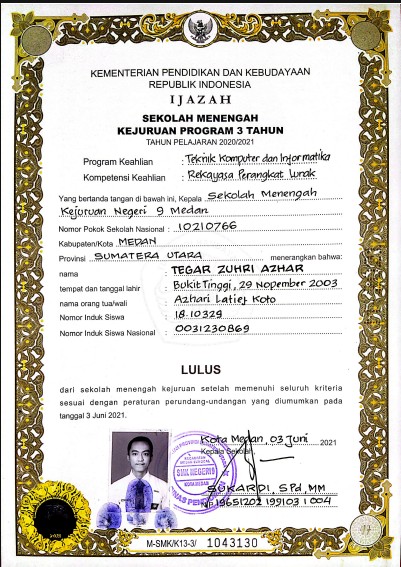 KEMENTERIAN PENDIDIKAN DAN KEBUDAYAAN
REPUBLIK INDONESIA
IJAZAH
SEKOLAH MENENGAH
KEJURUAN PROGRAM 3 TAHUN
TAHUN PELAJARAN 2020/2021
Program Keahlian : Teknik Komputer dan Informatika
Kompetensi Keahlian : Rekayasa Perangkat Lunak
Yang bertanda tangan di bawah ini, Kepala Sekolah Menengah
Kejuruan Negeri 9 Medan
Nomor Pokok Sekolah Nasional : 10210766
Kabupaten/Kota MEDAN
Provinsi SUMATERA UTARA menerangkan bahwa:
nama : TEGAR ZUHRI AZHAR
tempat dan tanggal lahir : Bukit Tinggi, 29 Nopember 2003
nama orang tua/wali : Azhari Latief Koto
Nomor Induk Siswa : 18.10329
Nomor Induk Siswa Nasional : 0031230869
LULUS
dari sekolah menengah kejuruan setelah memenuhi seluruh kriteria
sesuai dengan peraturan perundang-undangan yang diumumkan pada
tanggal 3 Juni 2021.
Kota Medan, 03 Juni 2021
Kepala Sekolah
SMK NEGERI 9
KOTA MEDAN
SUKARDI, S.Pd, MM
NIP. 19651202 199103 1 004
M-SMK/K13-3/ 1043130